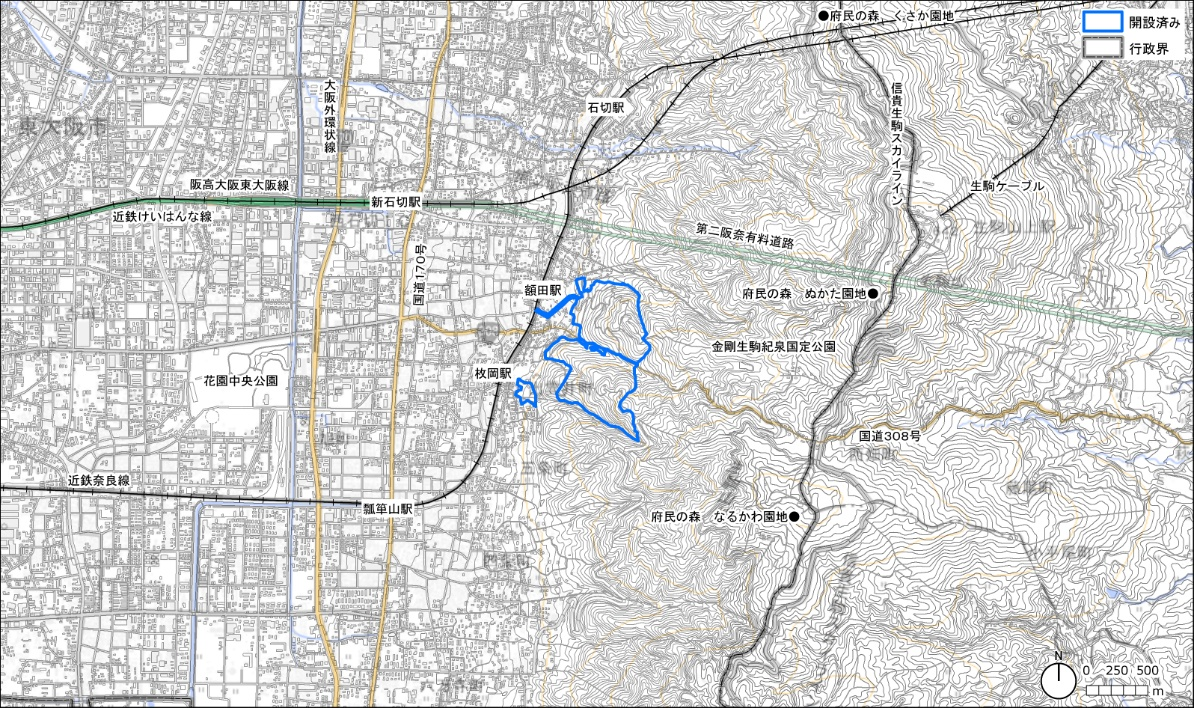 ●府民の森 くさか園地
開設済み
行政界
大阪外環状線
石切駅
信貴生駒スカイライン
東大阪市
阪高大阪東大阪線
新石切駅
生駒ケーブル
近鉄けいはんな線
生駒山上駅
第二阪奈有料道路
国道170号
額田駅
府民の森 ぬかた園地●
金剛生駒紀泉国定公園
枚岡駅
花園中央公園
国道308号
近鉄奈良線
瓢箪山駅
府民の森 なるかわ園地●
N
0 250 500
m